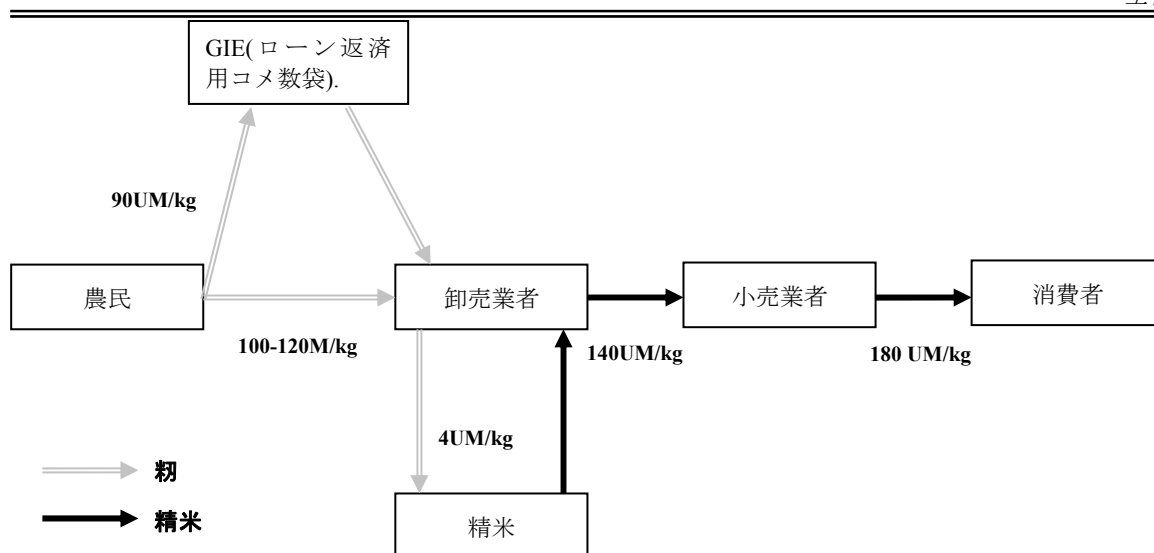 GIE(ローン返済
用コメ数袋).
90UM/kg
農民
卸売業者
小売業者
消費者
100-120M/kg
140UM/kg
180 UM/kg
4UM/kg
籾
精米
精米